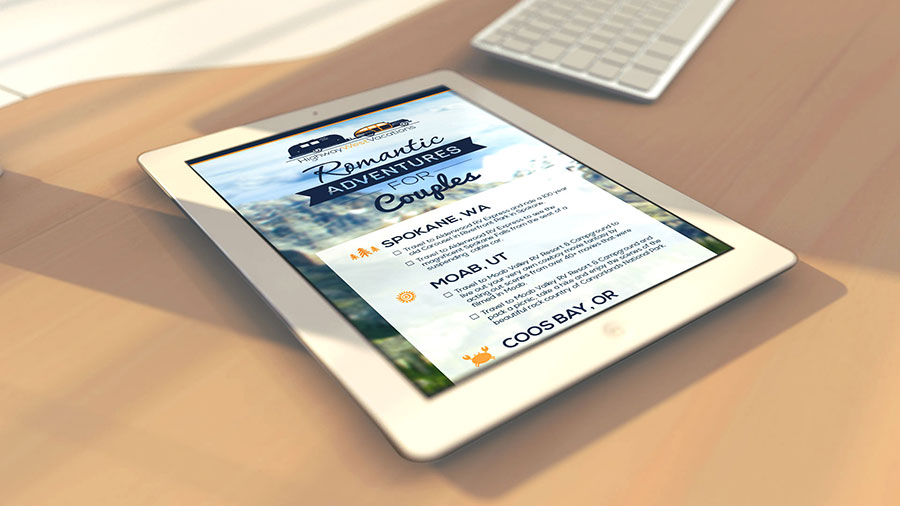 Highway West Vacations
Romantic
ADVENTURES
FOR
Couples
SPOKANE, WA
Travel to Alderwood RV Express and ride a 100 year
old Carousel in Riverfront Park in Spokane.
Travel to Alderwood RV Express to see the
magnificent Spokane Falls from the seat of a
suspending cable car.
MOAB, UT
Travel to Moab Valley RV Resort & Campground to
live out your very own cowboy movie fantasy by
acting out scenes from over 40+ movies that were
filmed in Moab.
Travel to Moab Valley RV Resort & Campground and
pack a picnic, take a hike and enjoy the scenes of the
beautiful rock country of Canyonlands National Park.
COOS BAY, OR